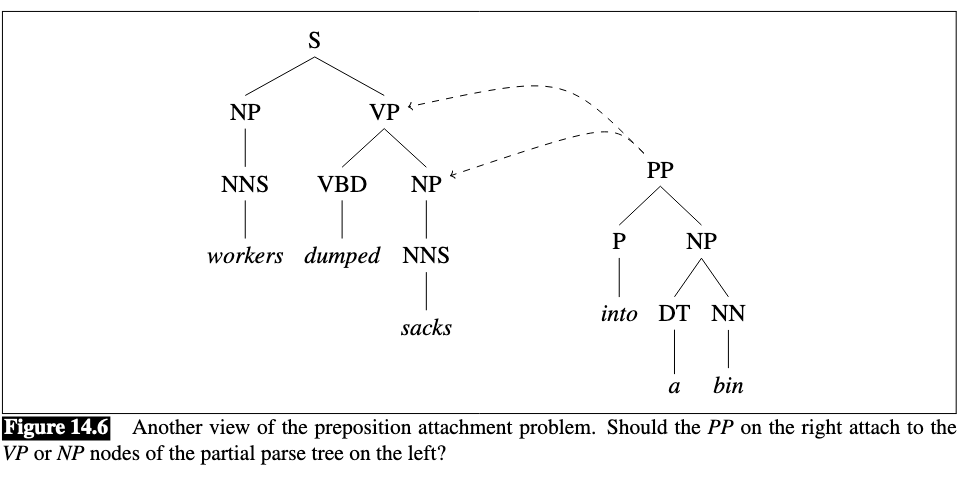 S
NP VP
PP
NNS VBD NP
P NP
workers dumped NNS
into DT NN
sacks
a bin
Figure 14.6 Another view of the preposition attachment problem. Should the PP on the right attach to the
VP or NP nodes of the partial parse tree on the left?